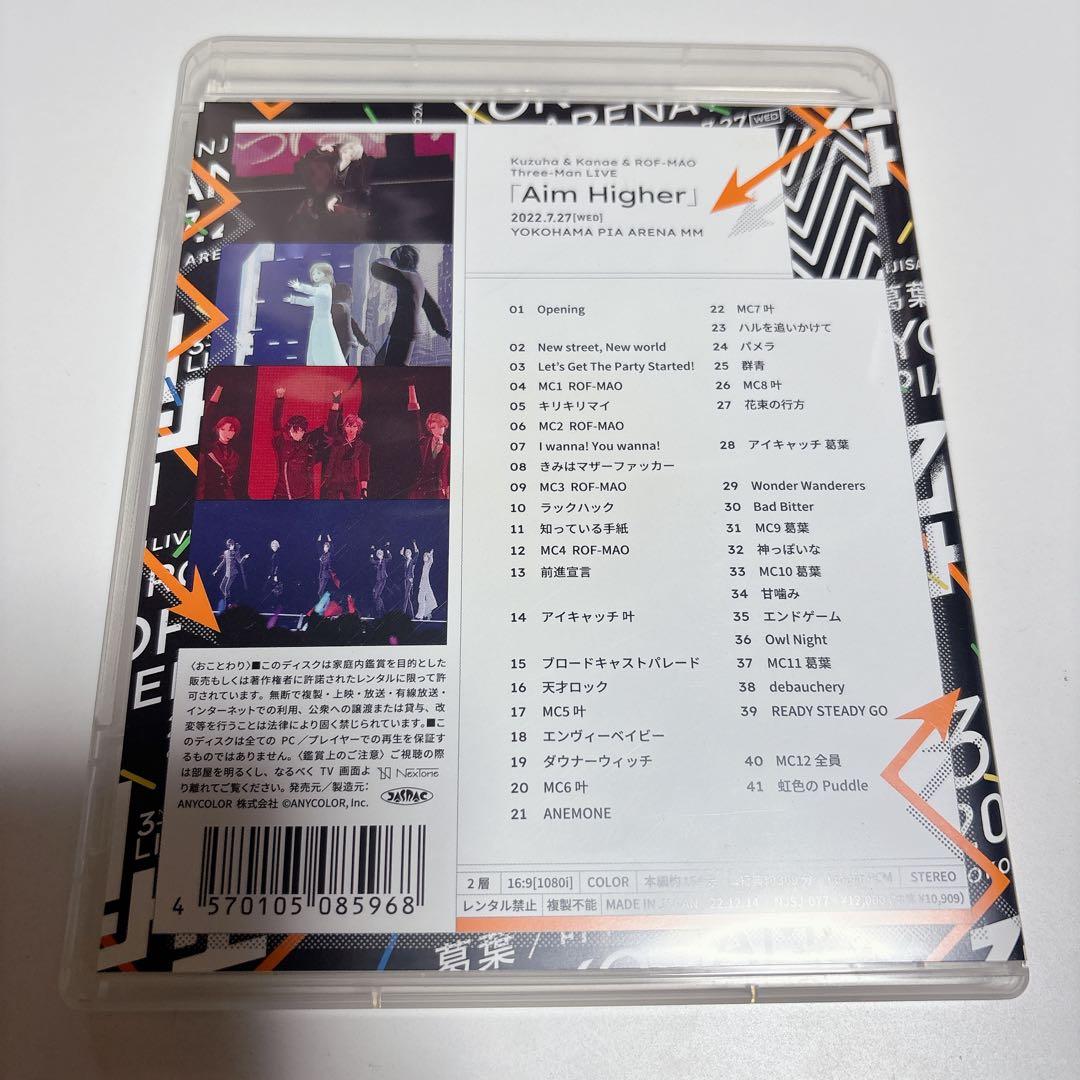 Kuzuha & Kanae & ROF-MAO
Three-Man LIVE
「Aim Higher」
2022.7.27[WED]
YOKOHAMA PIA ARENA MM
01 Opening
02 New street, New world
03 Let's Get The Party Started!
04 MC1 ROF-MAO
05 キリキリマイ
06 MC2 ROF-MAO
07 I wanna! You wanna!
08 きみはマザーファッカー
09 MC3 ROF-MAO
10 ラックハック
11 知っている手紙
12 MC4 ROF-MAO
13 前進宣言
14 アイキャッチ 叶
15 ブロードキャストパレード
16 天才ロック
17 MC5 叶
18 エンヴィーベイビー
19 ダウナーウィッチ
20 MC6 叶
21 ANEMONE
22 MC7 叶
23 ハルを追いかけて
24 パメラ
25 群青
26 MC8 叶
27 花束の行方
28 アイキャッチ 葛葉
29 Wonder Wanderers
30 Bad Bitter
31 MC9 葛葉
32 神っぽいな
33 MC10 葛葉
34 甘噛み
35 エンドゲーム
36 Owl Night
37 MC11 葛葉
38 debauchery
39 READY STEADY GO
40 MC12 全員
41 虹色の Puddle
〈おことわり〉■このディスクは家庭内鑑賞を目的とした
販売もしくは著作権者に許諾されたレンタルに限って許
可されています。無断で複製・上映・放送・有線放送・
インターネットでの利用、公衆への譲渡または貸与、改
変等を行うことは法律により固く禁じられています。■こ
のディスクは全ての PC／プレイヤーでの再生を保証す
るものではありません。〈鑑賞上のご注意〉ご視聴の際
は部屋を明るくし、なるべく TV 画面よ
り離れてご覧ください。発売元／製造元:
ANYCOLOR 株式会社 ©ANYCOLOR, Inc.
NexTone
JASRAC
4 570105 085968
2 層 16:9[1080i] COLOR STEREO
レンタル禁止 複製不能 MADE IN JAPAN 22.12.14
葛葉